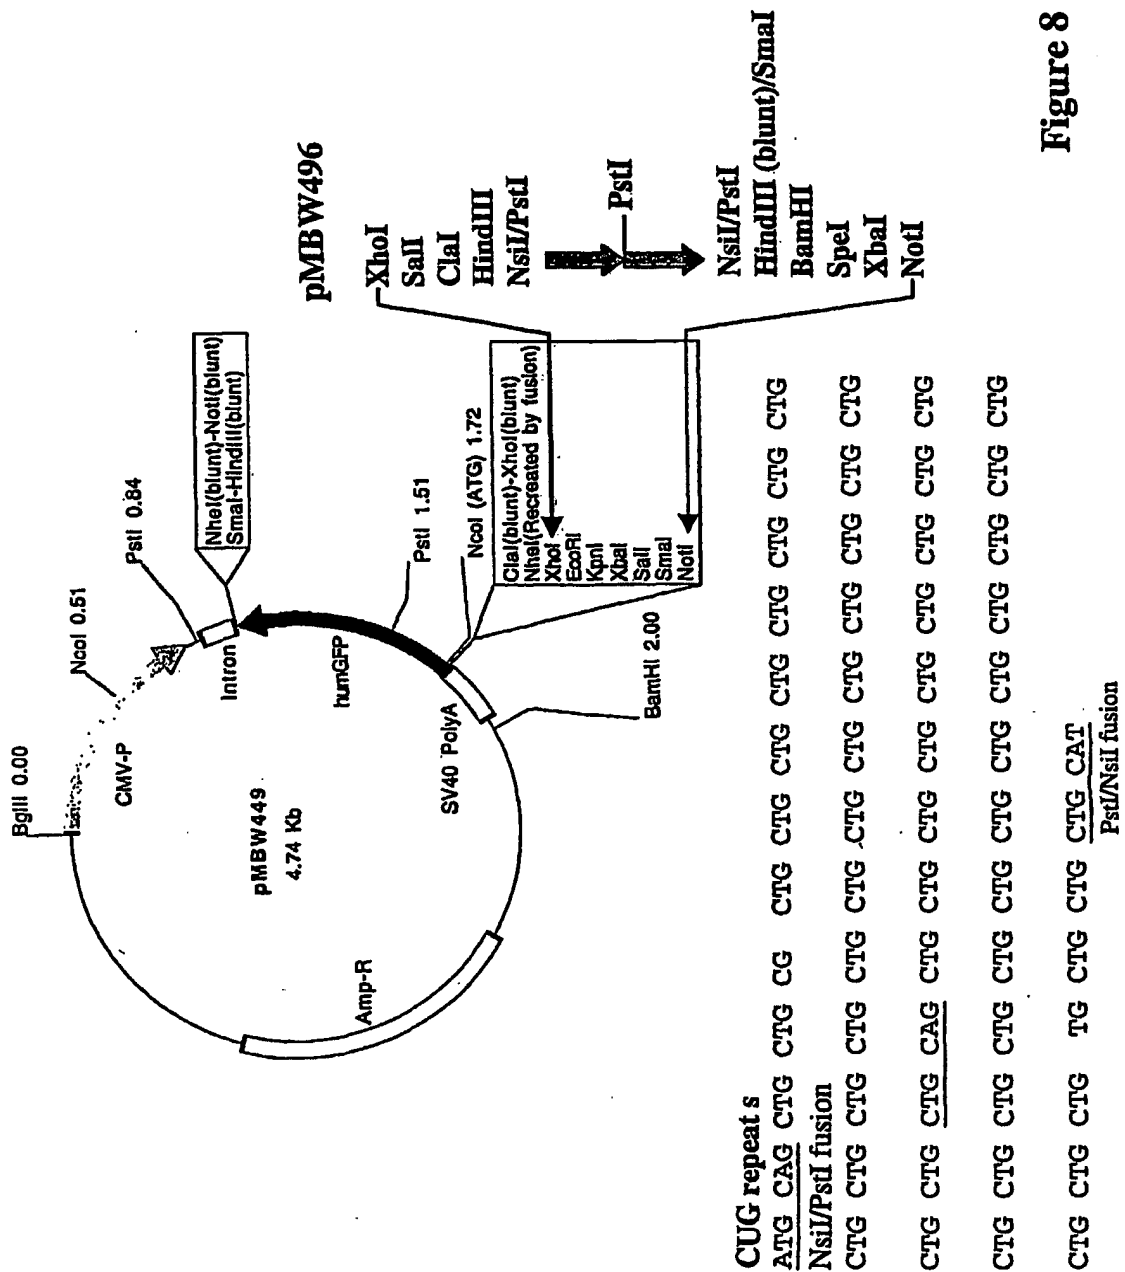 BglII 0.00
NcoI 0.51
PstI 0.84
NheI(blunt)-NotI(blunt)
SmaI-HindIII(blunt)
CMV-P
Intron
humGFP
PstI 1.51
NcoI (ATG) 1.72
pMBW449
4.74 Kb
SV40 PolyA
Amp-R
BamHI 2.00
ClaI(blunt)-XhoI(blunt)
NheI(Recreated by fusion)
XhoI
EcoRI
KpnI
XbaI
SalI
SmaI
NotI
pMBW496
XhoI
SalI
ClaI
HindIII
NsiI/PstI
PstI
NsiI/PstI
HindIII (blunt)/SmaI
BamHI
SpeI
XbaI
NotI
CUG repeat s
ATG CAG CTG CTG CG CTG CTG CTG CTG CTG CTG CTG CTG
NsiI/PstI fusion
CTG CTG CTG CTG CTG CTG CTG CTG CTG CTG CTG CTG CTG
CTG CTG CTG CAG CTG CTG CTG CTG CTG CTG CTG CTG CTG
CTG CTG CTG CTG CTG CTG CTG CTG CTG CTG CTG CTG CTG
CTG CTG CTG TG CTG CTG CTG CAT
PstI/NsiI fusion
Figure 8